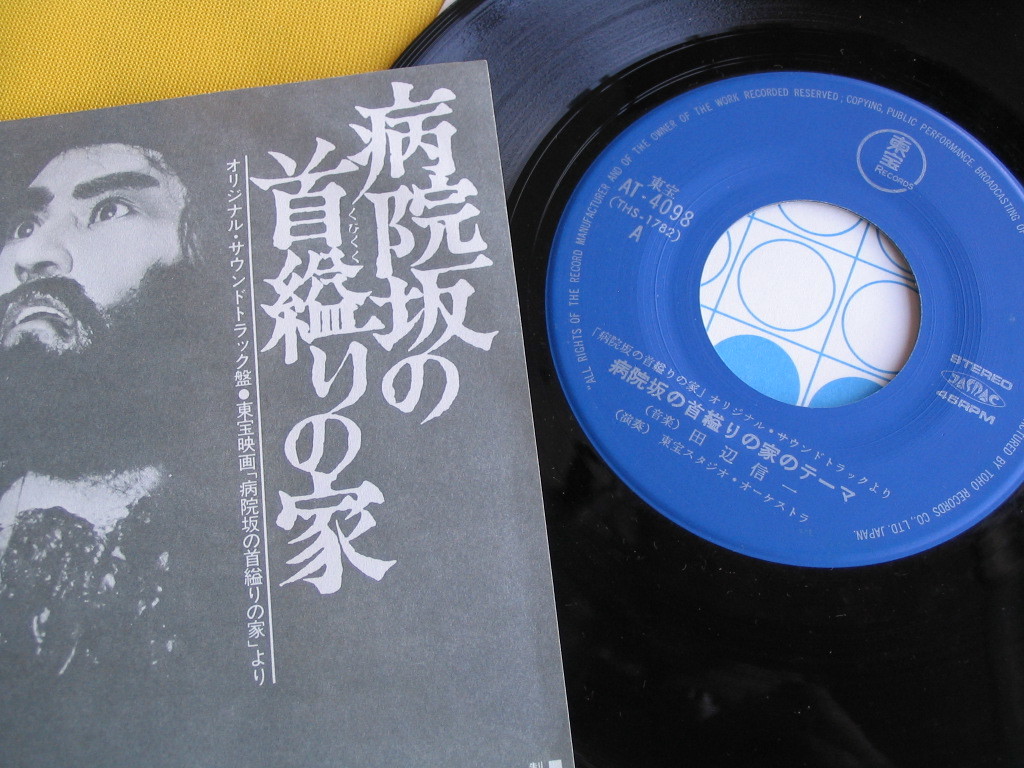 病院坂の
首縊りの家
くびくく
オリジナル・サウンドトラック盤●東宝映画「病院坂の首縊りの家」より
"ALL RIGHTS OF THE RECORD MANUFACTURER AND OF THE OWNER OF THE WORK RECORDED RESERVED; COPYING, PUBLIC PERFORMANCE, BROADCASTING OF
東宝
RECORDS
東宝
AT-4098
(THS-1782)
A
STEREO
JASRAC
45RPM
「病院坂の首縊りの家」オリジナル・サウンドトラックより
病院坂の首縊りの家のテーマ
(音楽) 田辺信一
(演奏) 東宝スタジオ・オーケストラ
TURED BY TOHO RECORDS CO., LTD. JAPAN.